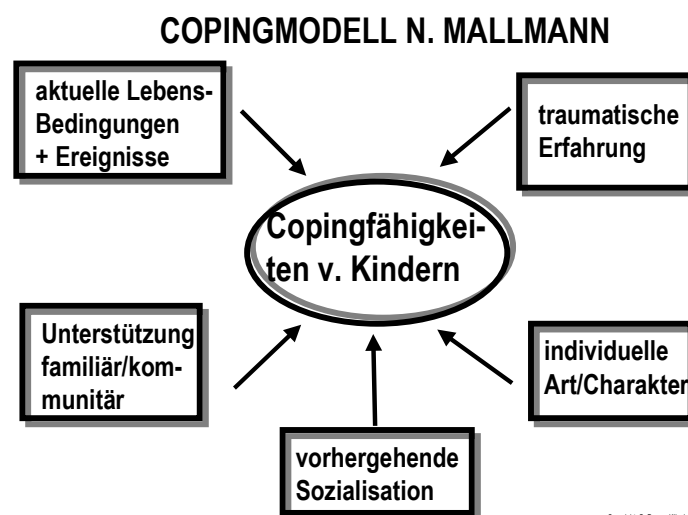 COPINGMODELL N. MALLMANN
aktuelle Lebens-
Bedingungen
+ Ereignisse
traumatische
Erfahrung
Copingfähigkei-
ten v. Kindern
Unterstützung
familiär/kom-
munitär
individuelle
Art/Charakter
vorhergehende
Sozialisation